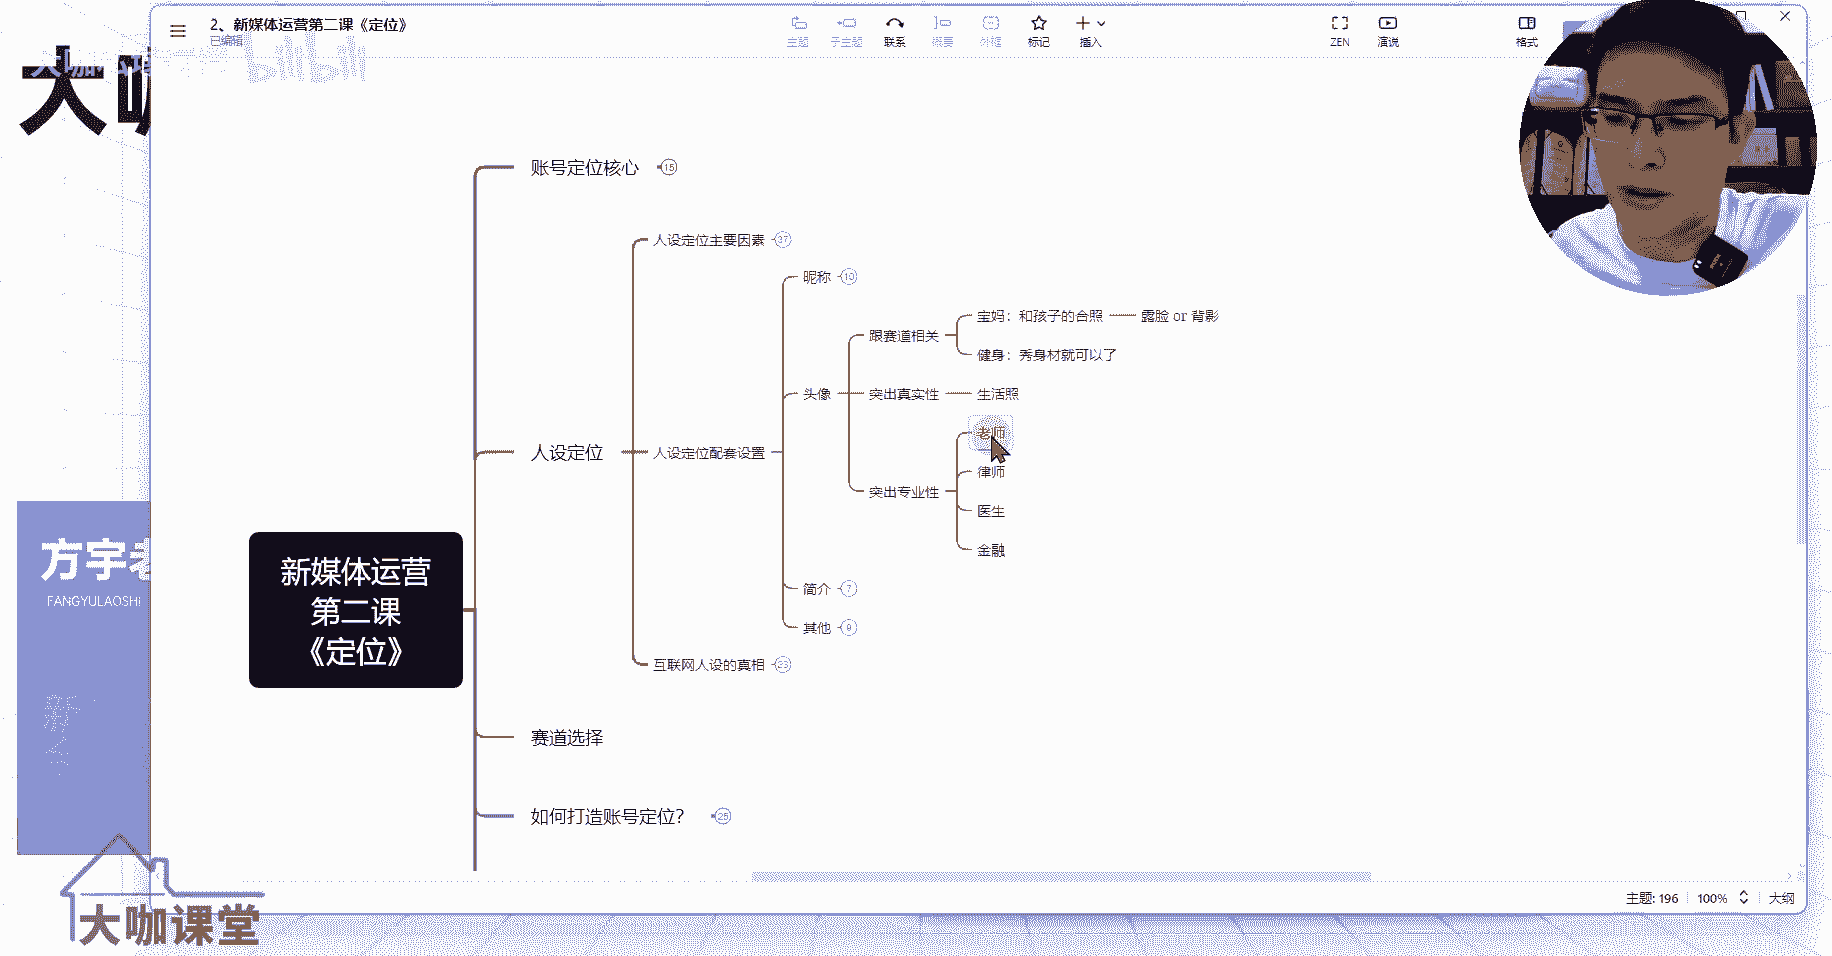 2、新媒体运营第二课《定位》
已编辑
主题
子主题
联系
概要
外框
标记
插入
ZEN
演说
格式
大咖
bilibili
账号定位核心 15
人设定位主要因素 37
昵称 10
宝妈：和孩子的合照 露脸 or 背影
跟赛道相关
健身：秀身材就可以了
头像
突出真实性
生活照
老师
人设定位
人设定位配套设置
律师
突出专业性
医生
金融
方宇老
FANGYULAOSHI
新媒体运营
第二课
《定位》
简介 7
其他 9
互联网人设的真相 23
赛道选择
如何打造账号定位？ 25
主题: 196
100%
大纲
大咖课堂